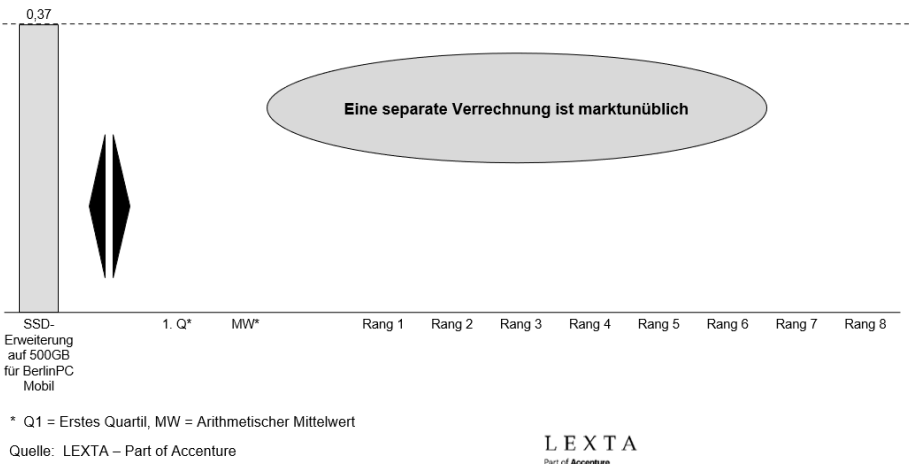 0,37
Eine separate Verrechnung ist marktunüblich
SSD-
Erweiterung
auf 500GB
für BerlinPC
Mobil
1. Q*
MW*
Rang 1
Rang 2
Rang 3
Rang 4
Rang 5
Rang 6
Rang 7
Rang 8
* Q1 = Erstes Quartil, MW = Arithmetischer Mittelwert
Quelle: LEXTA – Part of Accenture
LEXTA
Part of Accenture